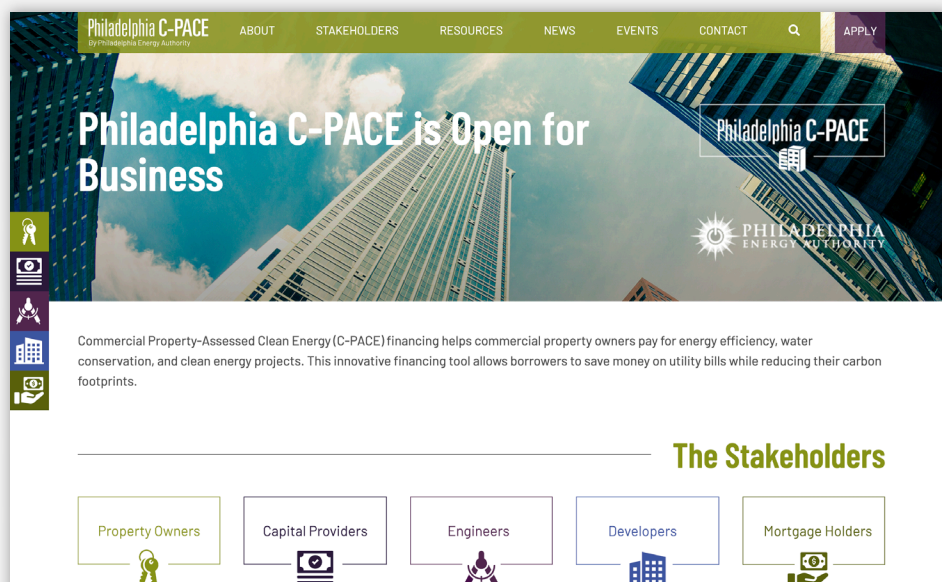 Philadelphia C-PACE
By Philadelphia Energy Authority
ABOUT
STAKEHOLDERS
RESOURCES
NEWS
EVENTS
CONTACT
APPLY
Philadelphia C-PACE is Open for
Business
Philadelphia C-PACE
PHILADELPHIA
ENERGY AUTHORITY
Commercial Property-Assessed Clean Energy (C-PACE) financing helps commercial property owners pay for energy efficiency, water
conservation, and clean energy projects. This innovative financing tool allows borrowers to save money on utility bills while reducing their carbon
footprints.
The Stakeholders
Property Owners
Capital Providers
Engineers
Developers
Mortgage Holders